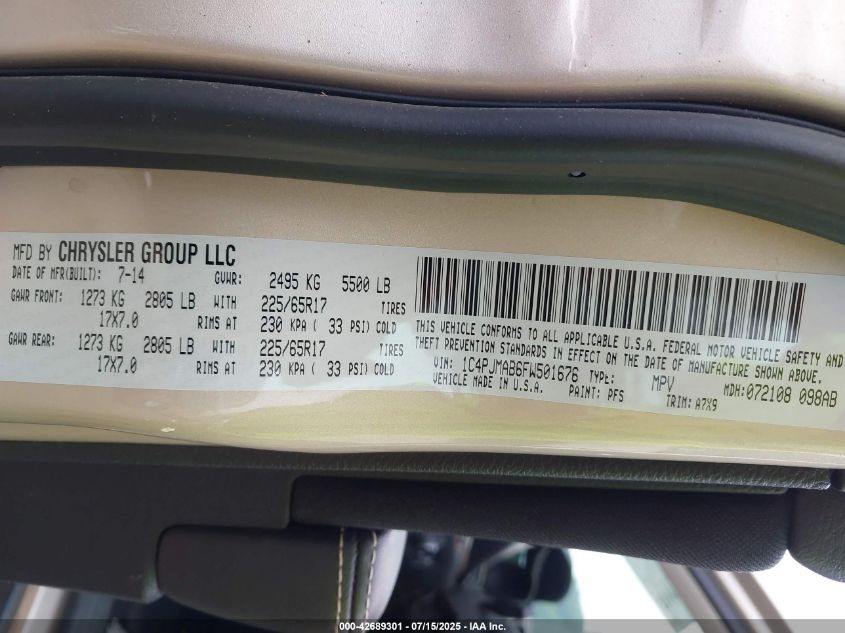 MFD BY CHRYSLER GROUP LLC
DATE OF MFR(BUILT): 7-14 GVWR: 2495 KG 5500 LB
GAWR FRONT: 1273 KG 2805 LB WITH 225/65R17 TIRES
17X7.0 RIMS AT 230 KPA ( 33 PSI) COLD
GAWR REAR: 1273 KG 2805 LB WITH 225/65R17 TIRES
17X7.0 RIMS AT 230 KPA ( 33 PSI) COLD
THIS VEHICLE CONFORMS TO ALL APPLICABLE U.S.A. FEDERAL MOTOR VEHICLE SAFETY AND
THEFT PREVENTION STANDARDS IN EFFECT ON THE DATE OF MANUFACTURE SHOWN ABOVE.
VIN: 1C4PJMAB6FW501676 TYPE: MPV MDH:072108 098AB
VEHICLE MADE IN U.S.A. PAINT: PFS TRIM: A7X9
000-42689301 - 07/15/2025 - IAA Inc.